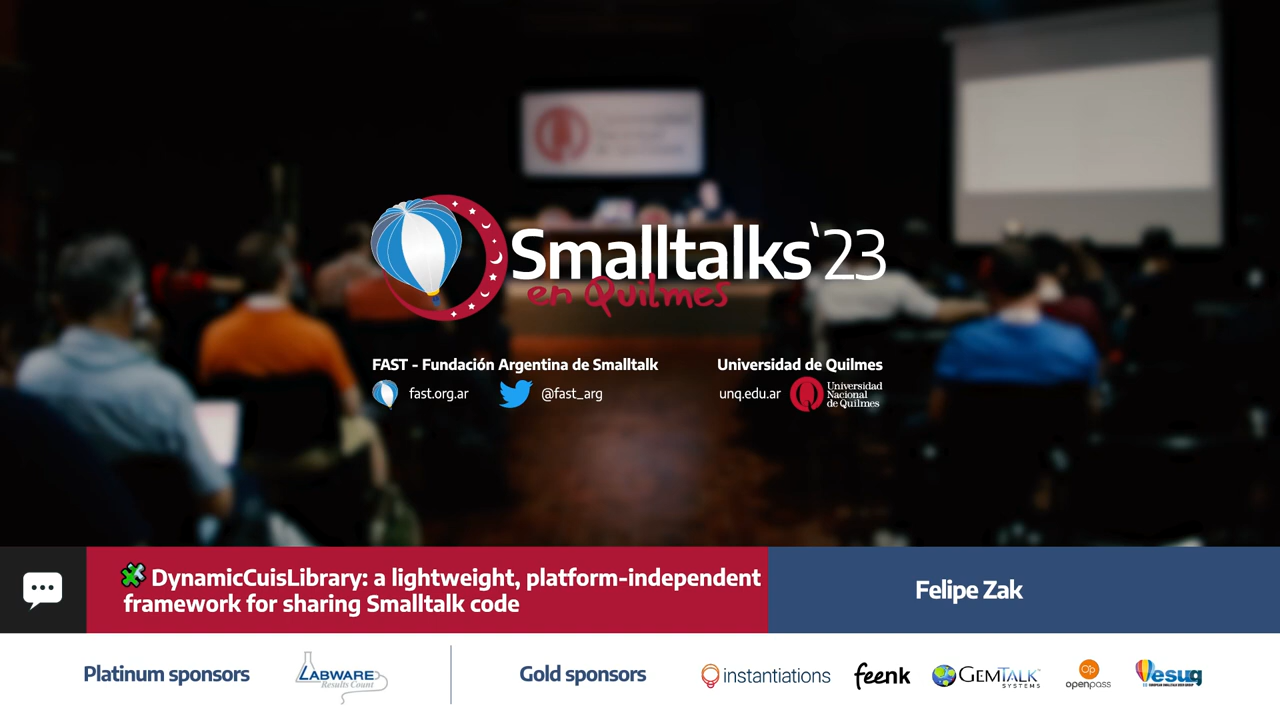 Smalltalks‘23
en Quilmes
FAST - Fundación Argentina de Smalltalk
fast.org.ar
@fast_arg
Universidad de Quilmes
unq.edu.ar
Universidad
Nacional
de Quilmes
DynamicCuisLibrary: a lightweight, platform-independent
framework for sharing Smalltalk code
Felipe Zak
Platinum sponsors
LABWARE
Results Count
Gold sponsors
instantiations
feenk
GEMTALK
SYSTEMS
Op
openpass
esug